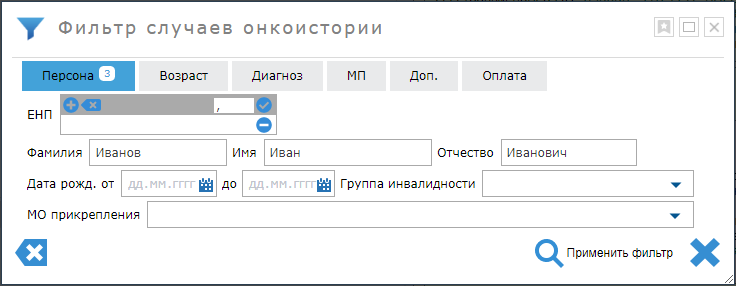 Фильтр случаев онкоистории
Персона 3 Возраст Диагноз МП Доп. Оплата
ЕНП ,
Фамилия Иванов Имя Иван Отчество Иванович
Дата рожд. от дд.мм.гггг до дд.мм.гггг Группа инвалидности
МО прикрепления
Применить фильтр